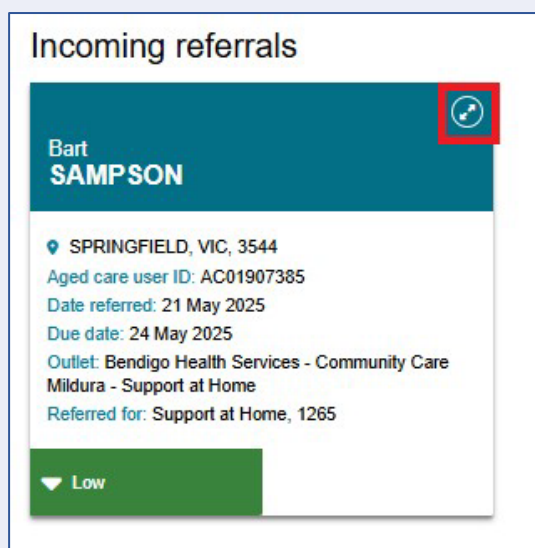 Incoming referrals
Bart
SAMPSON
SPRINGFIELD, VIC, 3544
Aged care user ID: AC01907385
Date referred: 21 May 2025
Due date: 24 May 2025
Outlet: Bendigo Health Services - Community Care
Mildura - Support at Home
Referred for: Support at Home, 1265
Low